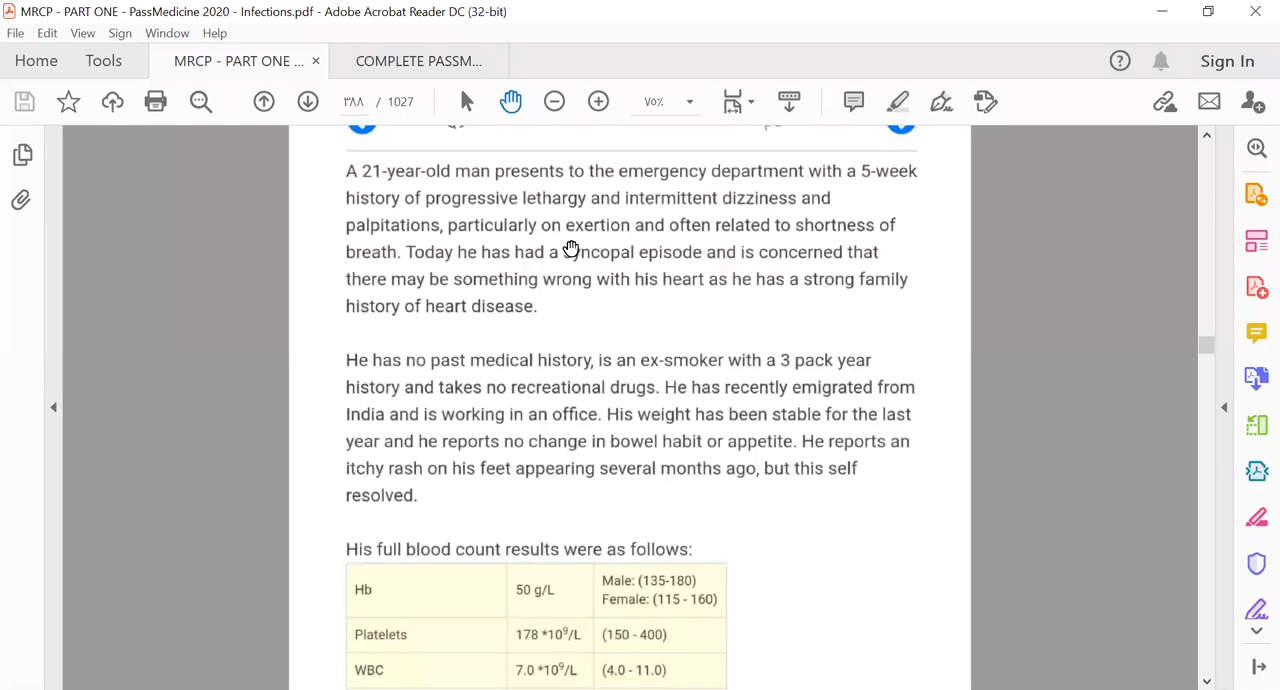 MRCP - PART ONE - PassMedicine 2020 - Infections.pdf - Adobe Acrobat Reader DC (32-bit)
File Edit View Sign Window Help
Home Tools MRCP - PART ONE ... × COMPLETE PASSM... Sign In
٣٨٨ / 1027 ٧٥%
A 21-year-old man presents to the emergency department with a 5-week
history of progressive lethargy and intermittent dizziness and
palpitations, particularly on exertion and often related to shortness of
breath. Today he has had a syncopal episode and is concerned that
there may be something wrong with his heart as he has a strong family
history of heart disease.
He has no past medical history, is an ex-smoker with a 3 pack year
history and takes no recreational drugs. He has recently emigrated from
India and is working in an office. His weight has been stable for the last
year and he reports no change in bowel habit or appetite. He reports an
itchy rash on his feet appearing several months ago, but this self
resolved.
His full blood count results were as follows:
Hb 50 g/L Male: (135-180)
Female: (115 - 160)
Platelets 178 *10⁹/L (150 - 400)
WBC 7.0 *10⁹/L (4.0 - 11.0)